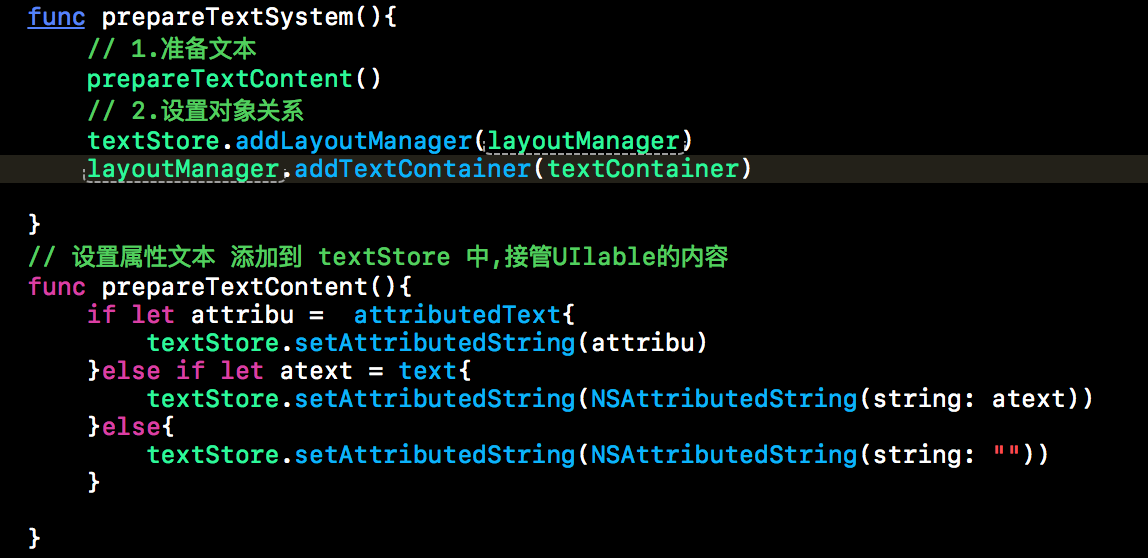 func prepareTextSystem(){
    // 1.准备文本
    prepareTextContent()
    // 2.设置对象关系
    textStore.addLayoutManager(layoutManager)
    layoutManager.addTextContainer(textContainer)
}
// 设置属性文本 添加到 textStore 中,接管UIlable的内容
func prepareTextContent(){
    if let attribu =  attributedText{
        textStore.setAttributedString(attribu)
    }else if let atext = text{
        textStore.setAttributedString(NSAttributedString(string: atext))
    }else{
        textStore.setAttributedString(NSAttributedString(string: ""))
    }
}